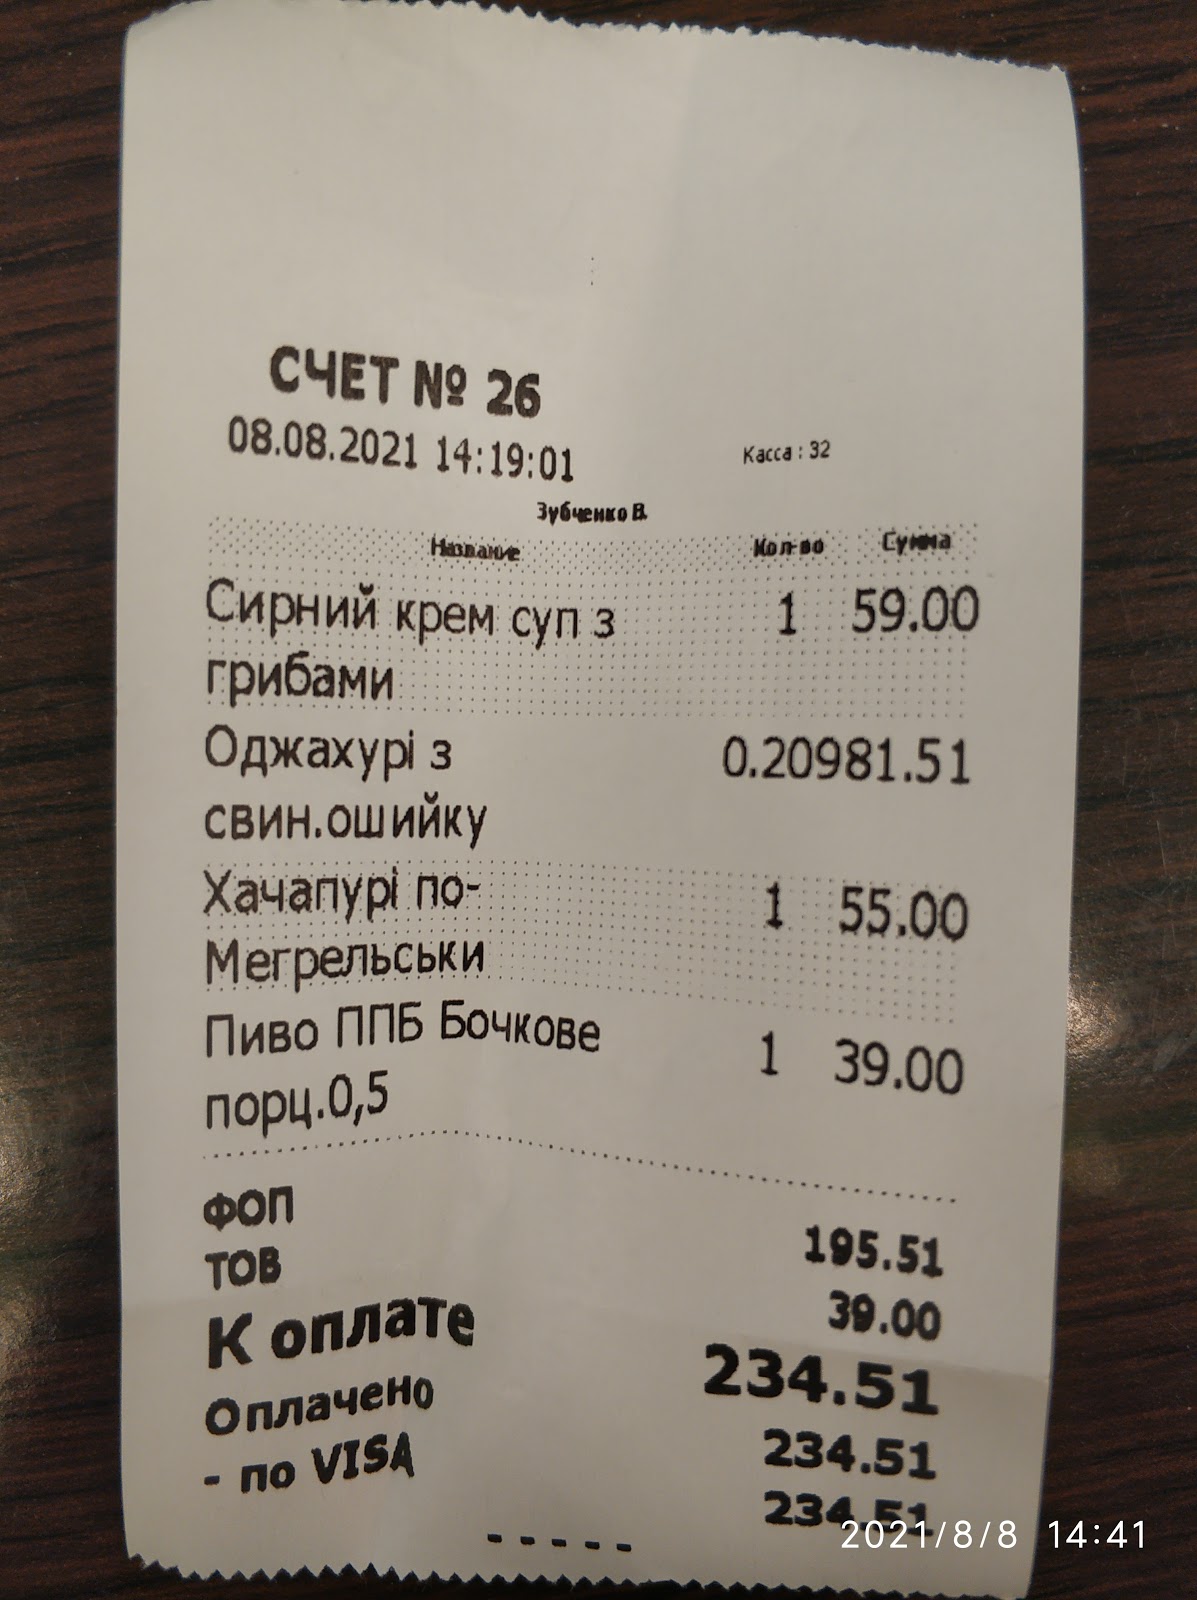 СЧЕТ № 26
08.08.2021 14:19:01 Касса : 32
Зубченко В.
Название Кол-во Сумма
Сирний крем суп з 1 59.00
грибами
Оджахурі з 0.20981.51
свин.ошийку
Хачапурі по- 1 55.00
Мегрельськи
Пиво ППБ Бочкове 1 39.00
порц.0,5
ФОП 195.51
ТОВ 39.00
К оплате 234.51
Оплачено 234.51
- по VISA 234.51
- - - - -
2021/8/8 14:41